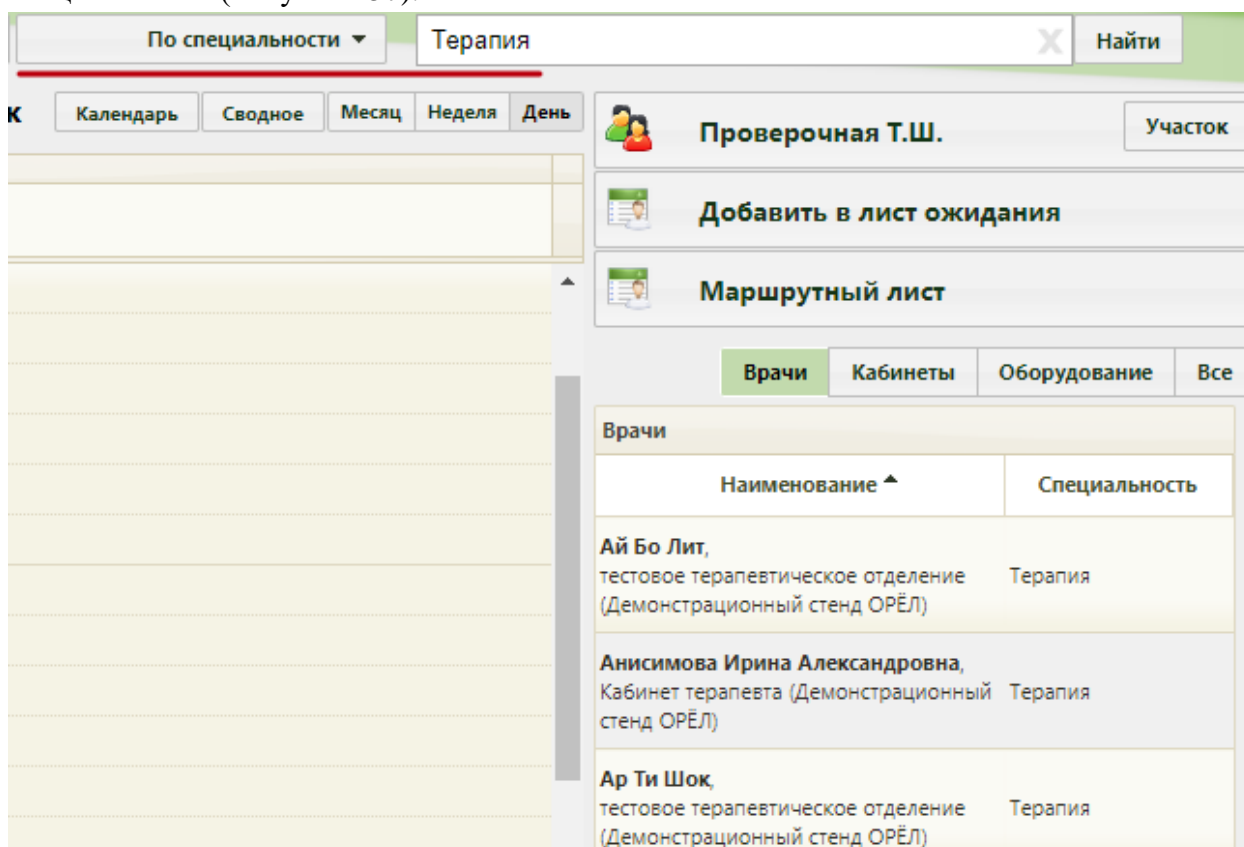 По специальности
Терапия
X
Найти
к
Календарь
Сводное
Месяц
Неделя
День
Проверочная Т.Ш.
Участок
Добавить в лист ожидания
Маршрутный лист
Врачи
Кабинеты
Оборудование
Все
Врачи
Наименование
Специальность
Ай Бо Лит,
тестовое терапевтическое отделение
(Демонстрационный стенд ОРЁЛ)
Терапия
Анисимова Ирина Александровна,
Кабинет терапевта (Демонстрационный
стенд ОРЁЛ)
Терапия
Ар Ти Шок,
тестовое терапевтическое отделение
(Демонстрационный стенд ОРЁЛ)
Терапия